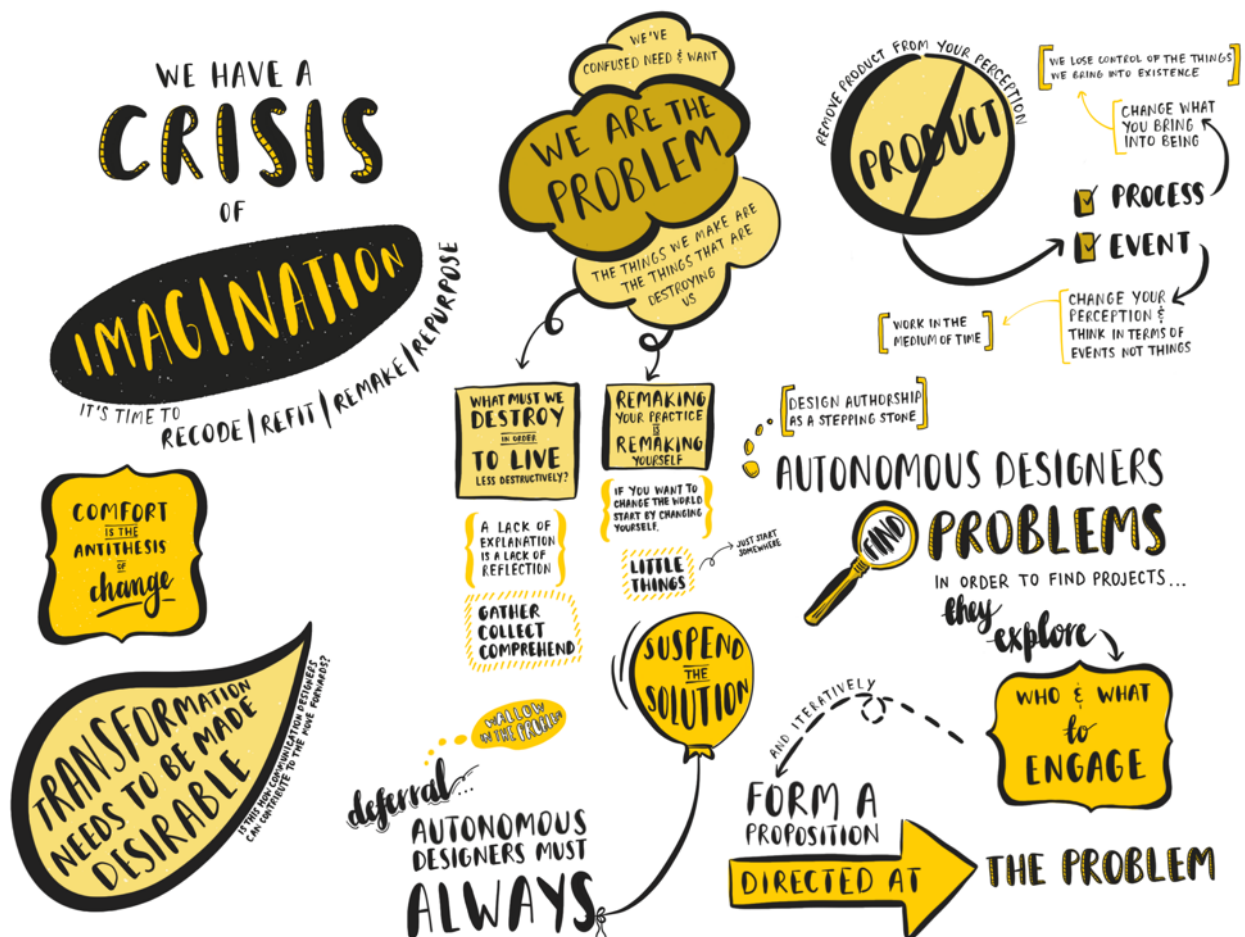 WE HAVE A
CRISIS
OF
IMAGINATION
IT'S TIME TO
RECODE | REFIT | REMAKE | REPURPOSE
COMFORT
IS THE
ANTITHESIS
OF
change
TRANSFORMATION
NEEDS TO BE MADE
DESIRABLE
IS THIS HOW COMMUNICATION DESIGNERS
CAN CONTRIBUTE TO THE MOVE FORWARDS?
WE'VE
CONFUSED NEED & WANT
WE ARE THE
PROBLEM
THE THINGS WE MAKE ARE
THE THINGS THAT ARE
DESTROYING
US
WHAT MUST WE
DESTROY
IN ORDER
TO LIVE
LESS DESTRUCTIVELY?
A LACK OF
EXPLANATION
IS A LACK OF
REFLECTION
GATHER
COLLECT
COMPREHEND
REMAKING
YOUR PRACTICE
IS
REMAKING
YOURSELF
IF YOU WANT TO
CHANGE THE WORLD
START BY CHANGING
YOURSELF.
LITTLE
THINGS
JUST START
SOMEWHERE
WALLOW
IN THE PROBLEM
deferral...
AUTONOMOUS
DESIGNERS MUST
ALWAYS
SUSPEND
THE
SOLUTION
REMOVE PRODUCT FROM YOUR PERCEPTION
PRODUCT
PROCESS
CHANGE WHAT
YOU BRING
INTO BEING
WE LOSE CONTROL OF THE THINGS
WE BRING INTO EXISTENCE
EVENT
CHANGE YOUR
PERCEPTION &
THINK IN TERMS OF
EVENTS NOT THINGS
WORK IN THE
MEDIUM OF TIME
DESIGN AUTHORSHIP
AS A STEPPING STONE
AUTONOMOUS DESIGNERS
FIND
PROBLEMS
IN ORDER TO FIND PROJECTS...
they
explore
WHO & WHAT
to
ENGAGE
AND ITERATIVELY
FORM A
PROPOSITION
DIRECTED AT
THE PROBLEM